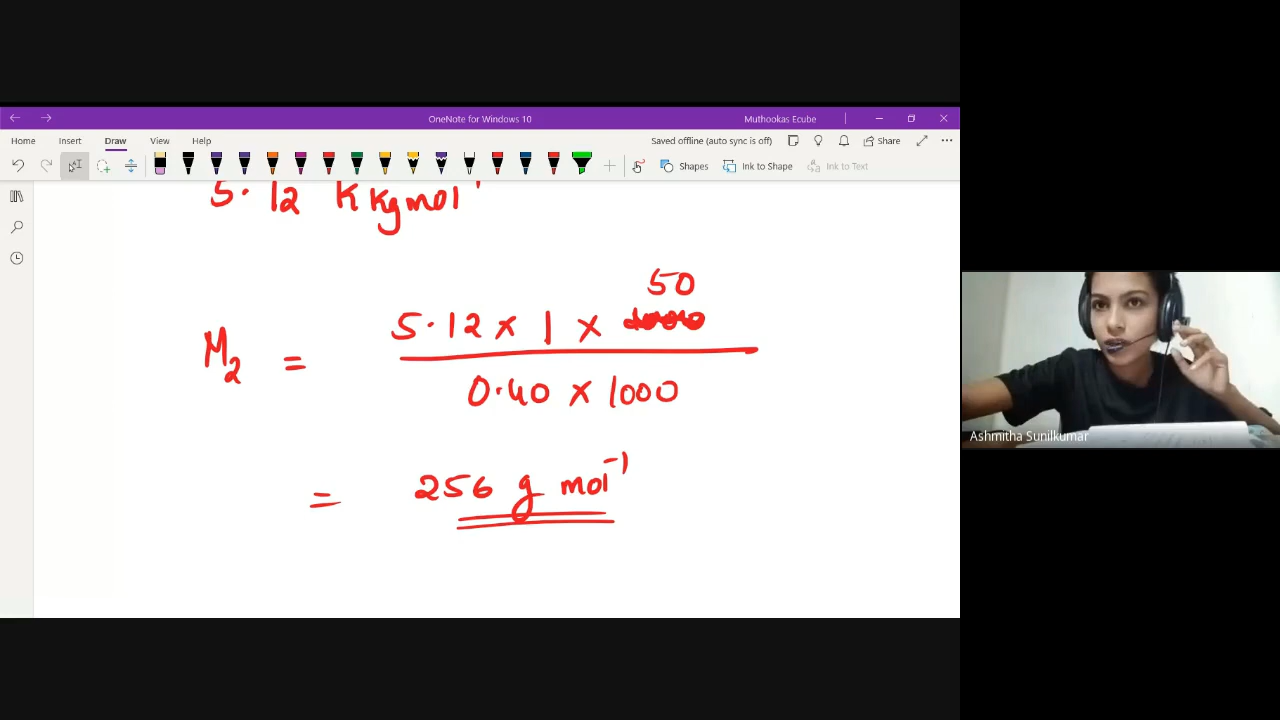 OneNote for Windows 10
Muthookas Ecube
Home Insert Draw View Help
Saved offline (auto sync is off)
Share
Shapes
Ink to Shape
Ink to Text
5.12 K Kg mol⁻¹
50
M₂ = 5.12 × 1 ×
0.40 × 1000
= 256 g mol⁻¹
Ashmitha Sunilkumar